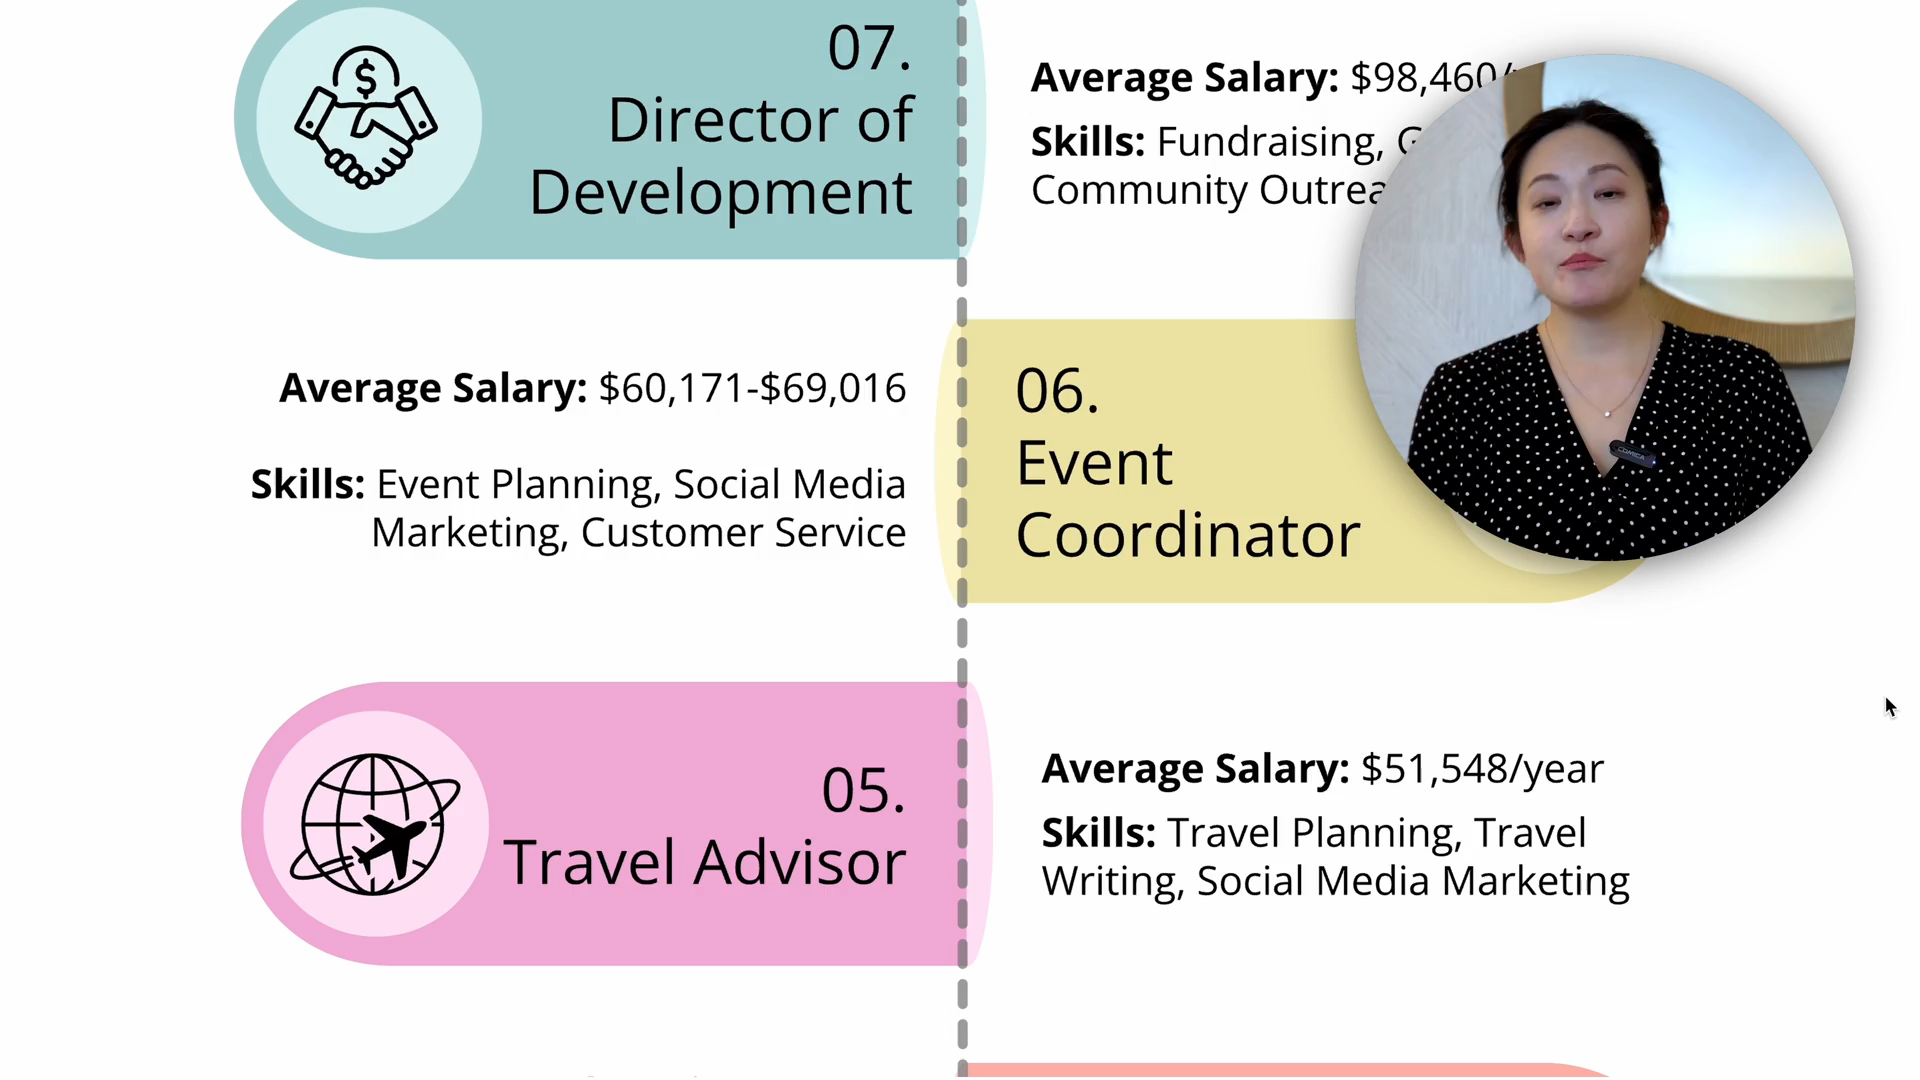 07.
Director of
Development
Average Salary: $98,460/
Skills: Fundraising,
Community
Average Salary: $60,171-$69,016
Skills: Event Planning, Social Media
Marketing, Customer Service
06.
Event
Coordinator
COMICA
05.
Travel Advisor
Average Salary: $51,548/year
Skills: Travel Planning, Travel
Writing, Social Media Marketing